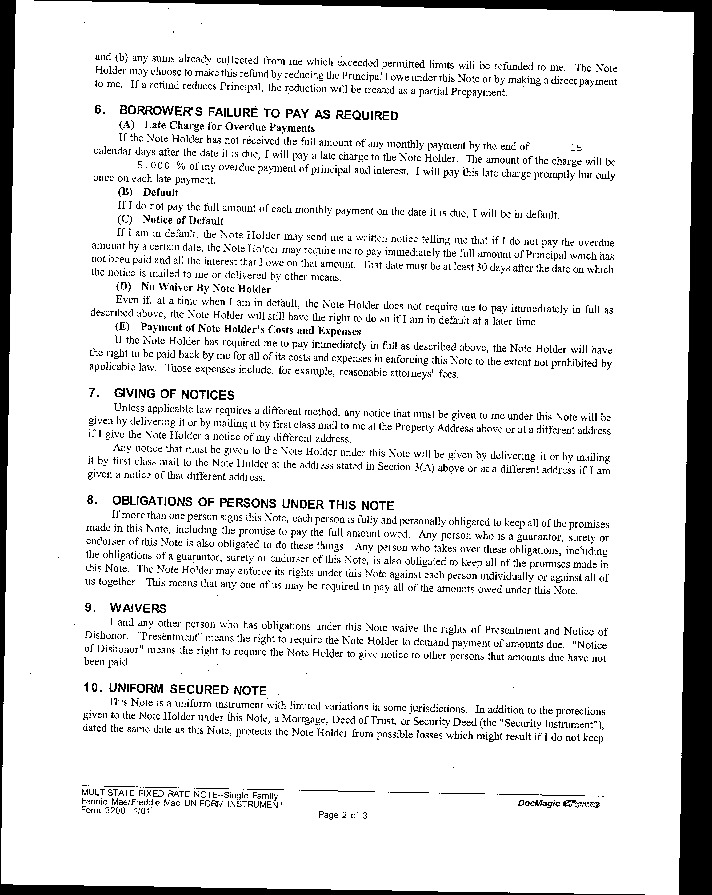 and (b) any sums already collected from me which exceeded permitted limits will be refunded to me. The Note
Holder may choose to make this refund by reducing the Principal I owe under this Note or by making a direct payment
to me. If a refund reduces Principal, the reduction will be treated as a partial Prepayment.
6. BORROWER'S FAILURE TO PAY AS REQUIRED
(A) Late Charge for Overdue Payments
If the Note Holder has not received the full amount of any monthly payment by the end of 15
calendar days after the date it is due, I will pay a late charge to the Note Holder. The amount of the charge will be
5.000 % of my overdue payment of principal and interest. I will pay this late charge promptly but only
once on each late payment.
(B) Default
If I do not pay the full amount of each monthly payment on the date it is due, I will be in default.
(C) Notice of Default
If I am in default, the Note Holder may send me a written notice telling me that if I do not pay the overdue
amount by a certain date, the Note Holder may require me to pay immediately the full amount of Principal which has
not been paid and all the interest that I owe on that amount. That date must be at least 30 days after the date on which
the notice is mailed to me or delivered by other means.
(D) No Waiver By Note Holder
Even if, at a time when I am in default, the Note Holder does not require me to pay immediately in full as
described above, the Note Holder will still have the right to do so if I am in default at a later time.
(E) Payment of Note Holder's Costs and Expenses
If the Note Holder has required me to pay immediately in full as described above, the Note Holder will have
the right to be paid back by me for all of its costs and expenses in enforcing this Note to the extent not prohibited by
applicable law. Those expenses include, for example, reasonable attorneys' fees.
7. GIVING OF NOTICES
Unless applicable law requires a different method, any notice that must be given to me under this Note will be
given by delivering it or by mailing it by first class mail to me at the Property Address above or at a different address
if I give the Note Holder a notice of my different address.
Any notice that must be given to the Note Holder under this Note will be given by delivering it or by mailing
it by first class mail to the Note Holder at the address stated in Section 3(A) above or at a different address if I am
given a notice of that different address.
8. OBLIGATIONS OF PERSONS UNDER THIS NOTE
If more than one person signs this Note, each person is fully and personally obligated to keep all of the promises
made in this Note, including the promise to pay the full amount owed. Any person who is a guarantor, surety or
endorser of this Note is also obligated to do these things. Any person who takes over these obligations, including
the obligations of a guarantor, surety or endorser of this Note, is also obligated to keep all of the promises made in
this Note. The Note Holder may enforce its rights under this Note against each person individually or against all of
us together. This means that any one of us may be required to pay all of the amounts owed under this Note.
9. WAIVERS
I and any other person who has obligations under this Note waive the rights of Presentment and Notice of
Dishonor. "Presentment" means the right to require the Note Holder to demand payment of amounts due. "Notice
of Dishonor" means the right to require the Note Holder to give notice to other persons that amounts due have not
been paid.
10. UNIFORM SECURED NOTE
This Note is a uniform instrument with limited variations in some jurisdictions. In addition to the protections
given to the Note Holder under this Note, a Mortgage, Deed of Trust, or Security Deed (the "Security Instrument"),
dated the same date as this Note, protects the Note Holder from possible losses which might result if I do not keep
MULTISTATE FIXED RATE NOTE--Single Family
Fannie Mae/Freddie Mac UNIFORM INSTRUMENT
Form 3200 1/01
DocMagic
Page 2 of 3